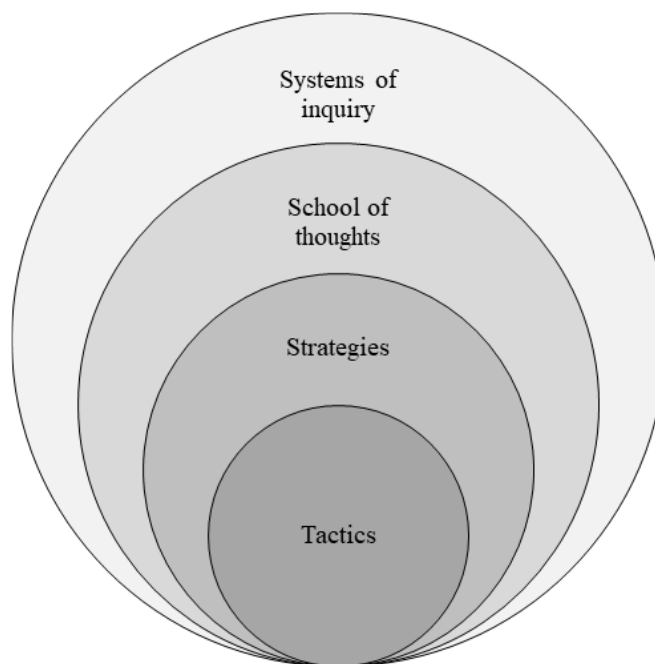 Systems of
inquiry
School of
thoughts
Strategies
Tactics